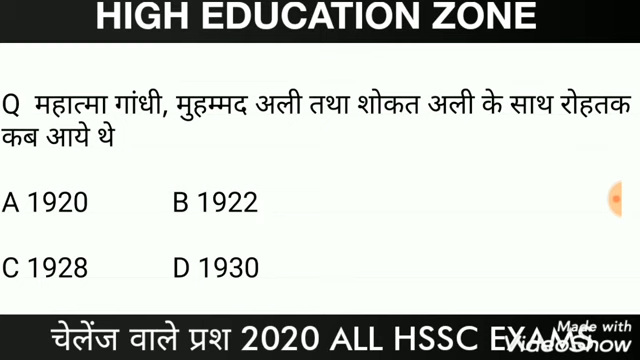 HIGH EDUCATION ZONE
Q महात्मा गांधी, मुहम्मद अली तथा शोकत अली के साथ रोहतक
कब आये थे
A 1920 B 1922
C 1928 D 1930
चेलेंज वाले प्रश 2020 ALL HSSC EXAMS
Made with
VideoShow